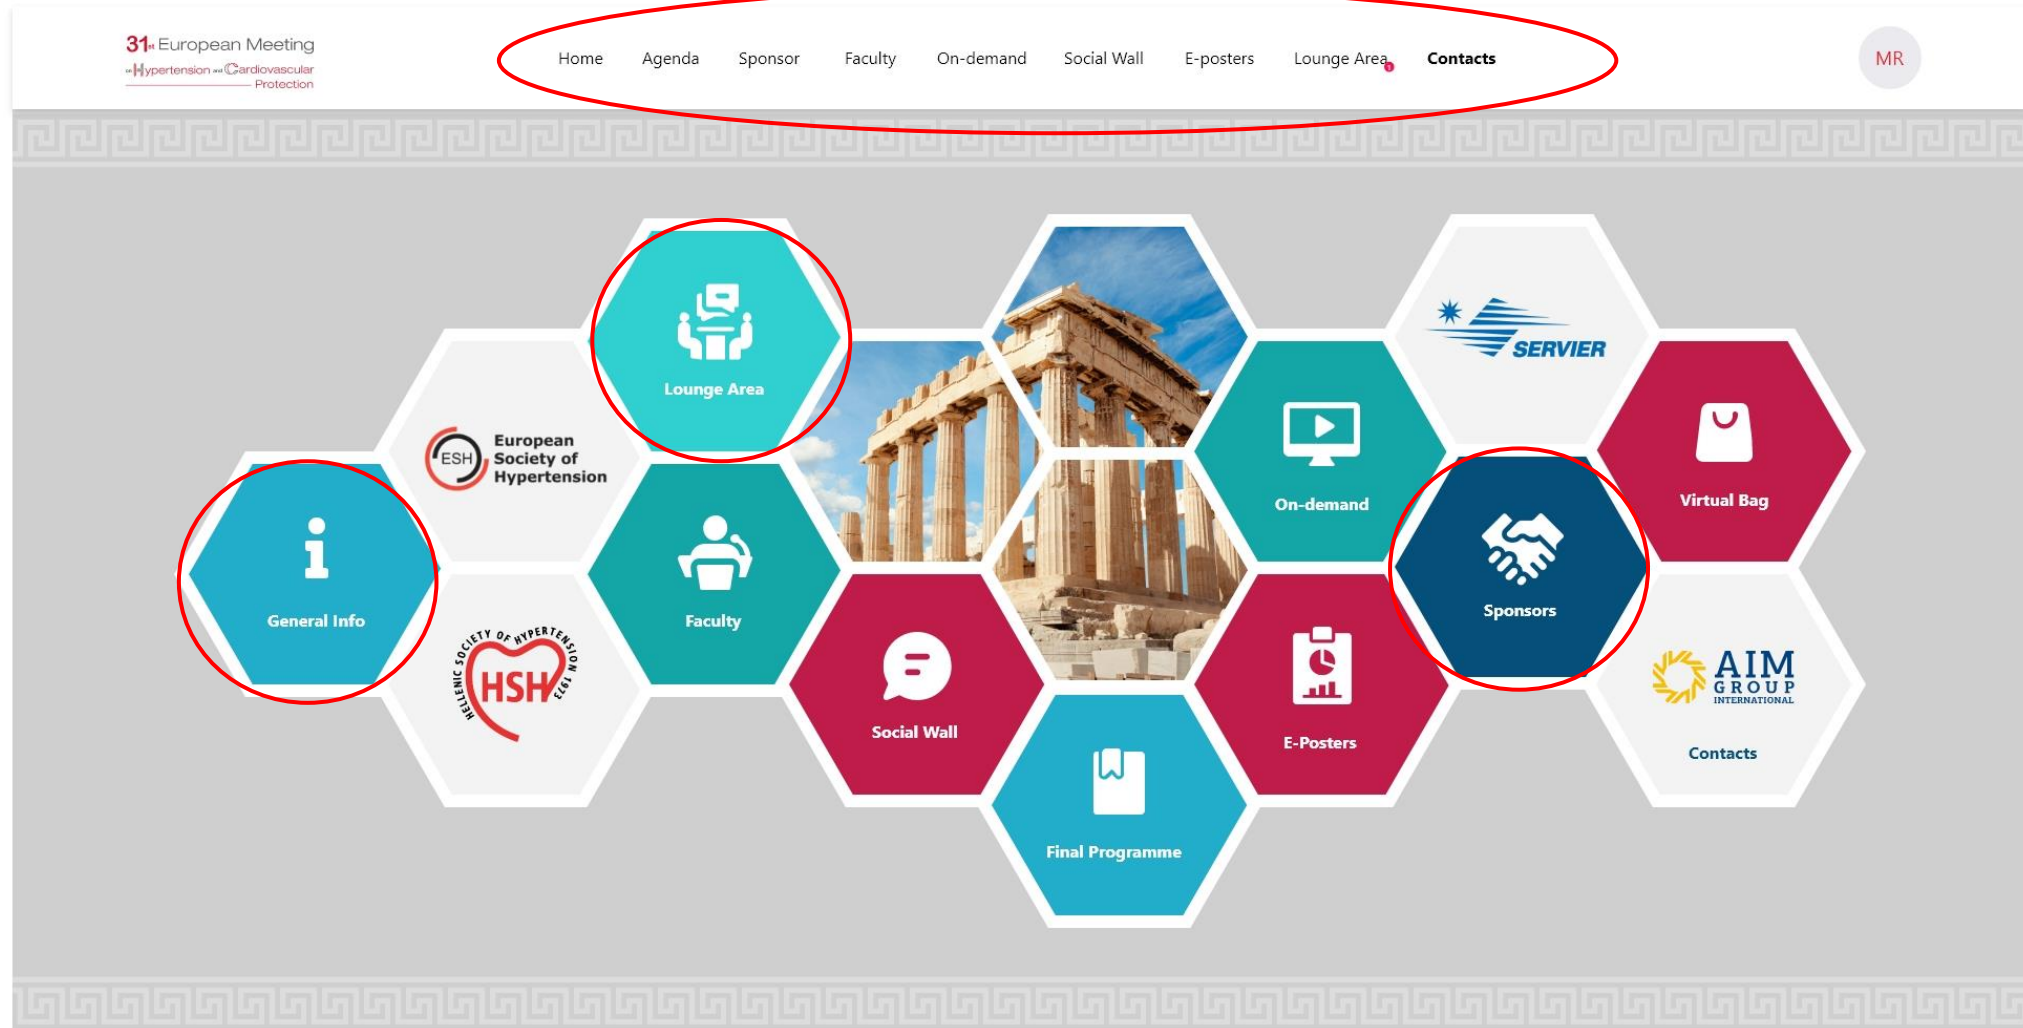 31st European Meeting
on Hypertension and Cardiovascular
Protection
Home Agenda Sponsor Faculty On-demand Social Wall E-posters Lounge Area Contacts
1
MR
Lounge Area
SERVIER
ESH
European
Society of
Hypertension
On-demand
Virtual Bag
General Info
Faculty
Sponsors
HELLENIC SOCIETY OF HYPERTENSION 1973
HSH
AIM
GROUP
INTERNATIONAL
Social Wall
E-Posters
Contacts
Final Programme